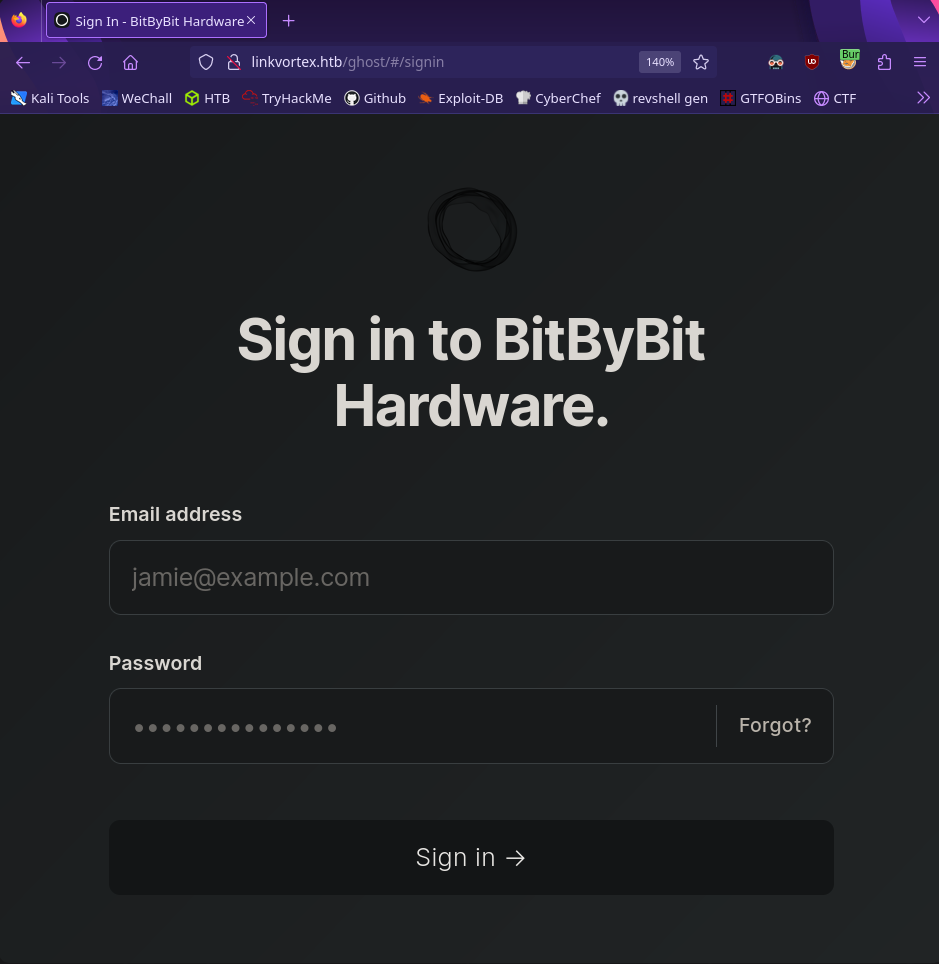 Sign In - BitByBit Hardware
linkvortex.htb/ghost/#/signin 140% UD Bur
Kali Tools WeChall HTB TryHackMe Github Exploit-DB CyberChef revshell gen GTFOBins CTF
Sign in to BitByBit
Hardware.
Email address
jamie@example.com
Password
Forgot?
Sign in →